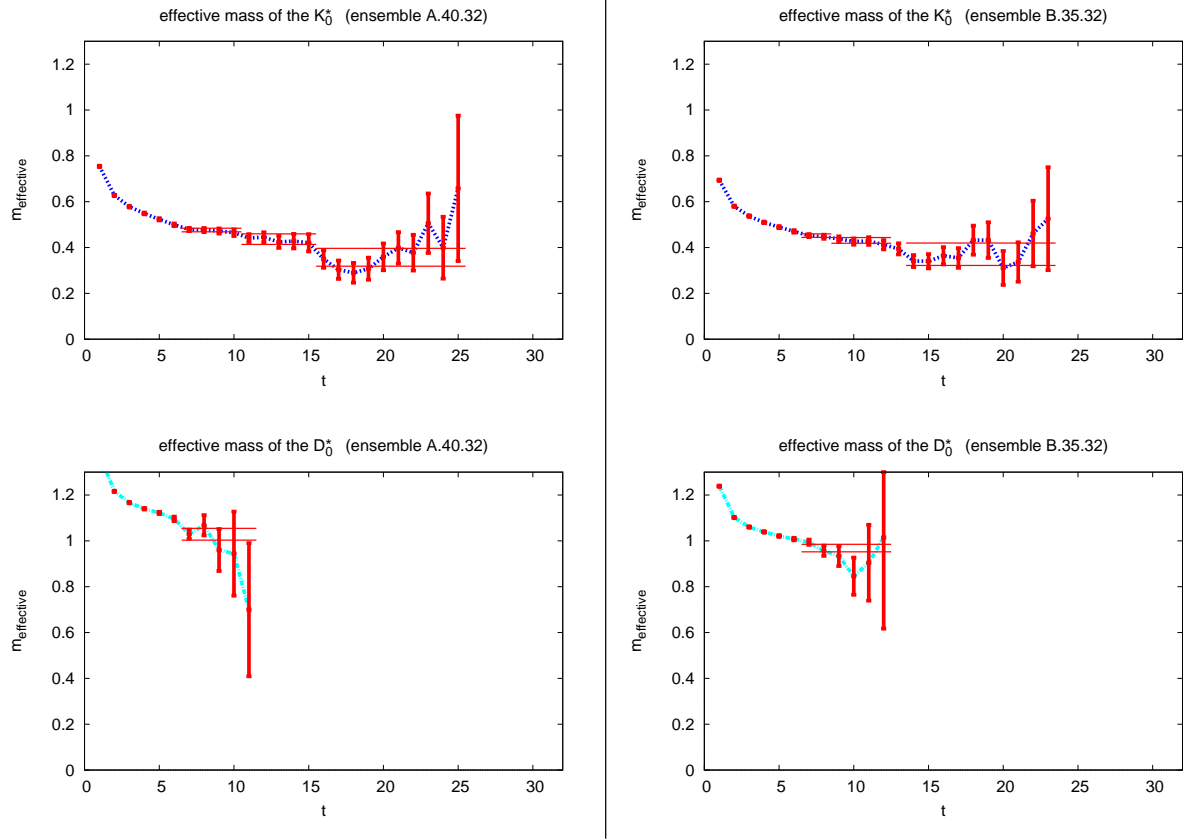 effective mass of the K*0 (ensemble A.40.32)
1.2
1
0.8
0.6
0.4
0.2
0
meffective
0 5 10 15 20 25 30
t
effective mass of the K*0 (ensemble B.35.32)
1.2
1
0.8
0.6
0.4
0.2
0
meffective
0 5 10 15 20 25 30
t
effective mass of the D*0 (ensemble A.40.32)
1.2
1
0.8
0.6
0.4
0.2
0
meffective
0 5 10 15 20 25 30
t
effective mass of the D*0 (ensemble B.35.32)
1.2
1
0.8
0.6
0.4
0.2
0
meffective
0 5 10 15 20 25 30
t